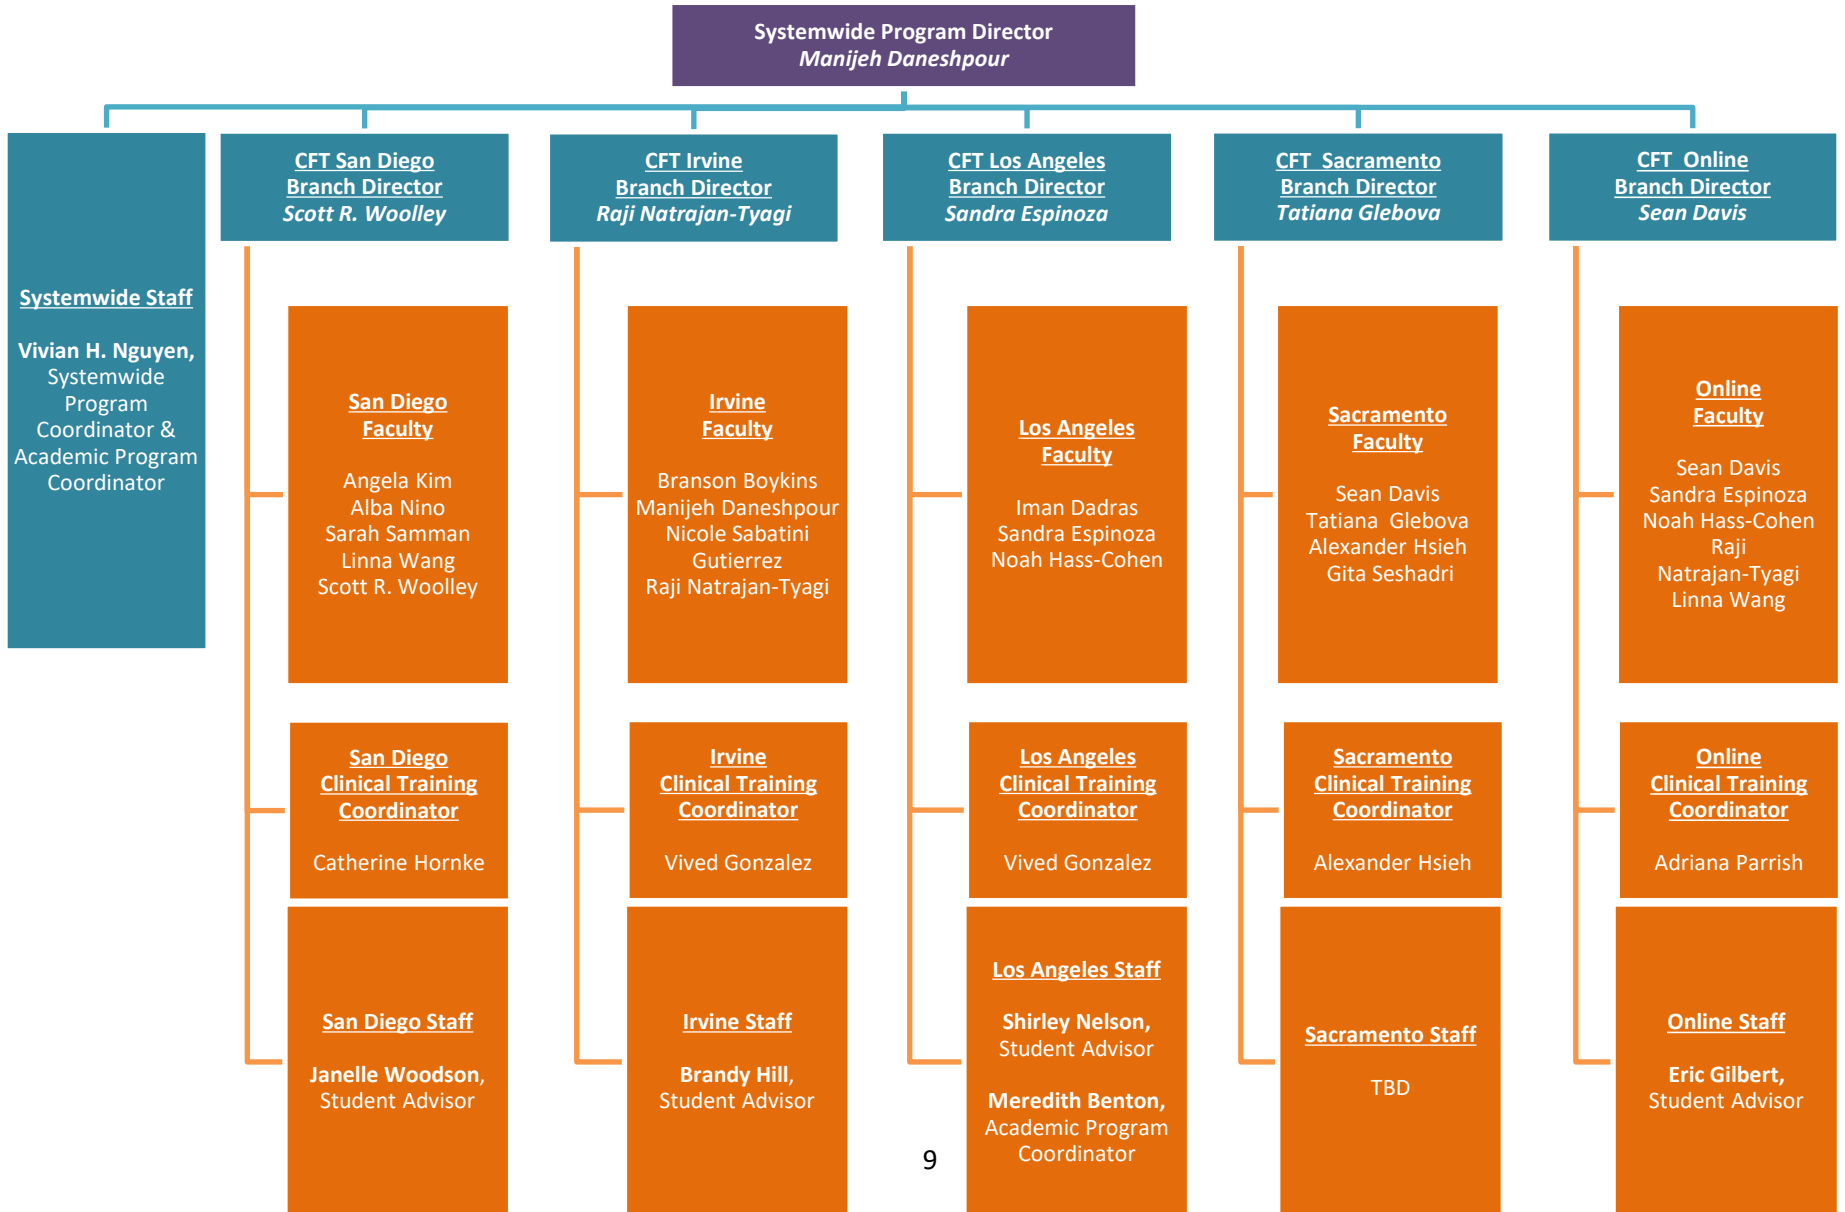 Systemwide Program Director
Manijeh Daneshpour
Systemwide Staff
Vivian H. Nguyen,
Systemwide
Program
Coordinator &
Academic Program
Coordinator
CFT San Diego
Branch Director
Scott R. Woolley
San Diego
Faculty
Angela Kim
Alba Nino
Sarah Samman
Linna Wang
Scott R. Woolley
San Diego
Clinical Training
Coordinator
Catherine Hornke
San Diego Staff
Janelle Woodson,
Student Advisor
CFT Irvine
Branch Director
Raji Natrajan-Tyagi
Irvine
Faculty
Branson Boykins
Manijeh Daneshpour
Nicole Sabatini
Gutierrez
Raji Natrajan-Tyagi
Irvine
Clinical Training
Coordinator
Vived Gonzalez
Irvine Staff
Brandy Hill,
Student Advisor
CFT Los Angeles
Branch Director
Sandra Espinoza
Los Angeles
Faculty
Iman Dadras
Sandra Espinoza
Noah Hass-Cohen
Los Angeles
Clinical Training
Coordinator
Vived Gonzalez
Los Angeles Staff
Shirley Nelson,
Student Advisor
Meredith Benton,
Academic Program
Coordinator
CFT Sacramento
Branch Director
Tatiana Glebova
Sacramento
Faculty
Sean Davis
Tatiana Glebova
Alexander Hsieh
Gita Seshadri
Sacramento
Clinical Training
Coordinator
Alexander Hsieh
Sacramento Staff
TBD
CFT Online
Branch Director
Sean Davis
Online
Faculty
Sean Davis
Sandra Espinoza
Noah Hass-Cohen
Raji
Natrajan-Tyagi
Linna Wang
Online
Clinical Training
Coordinator
Adriana Parrish
Online Staff
Eric Gilbert,
Student Advisor
9